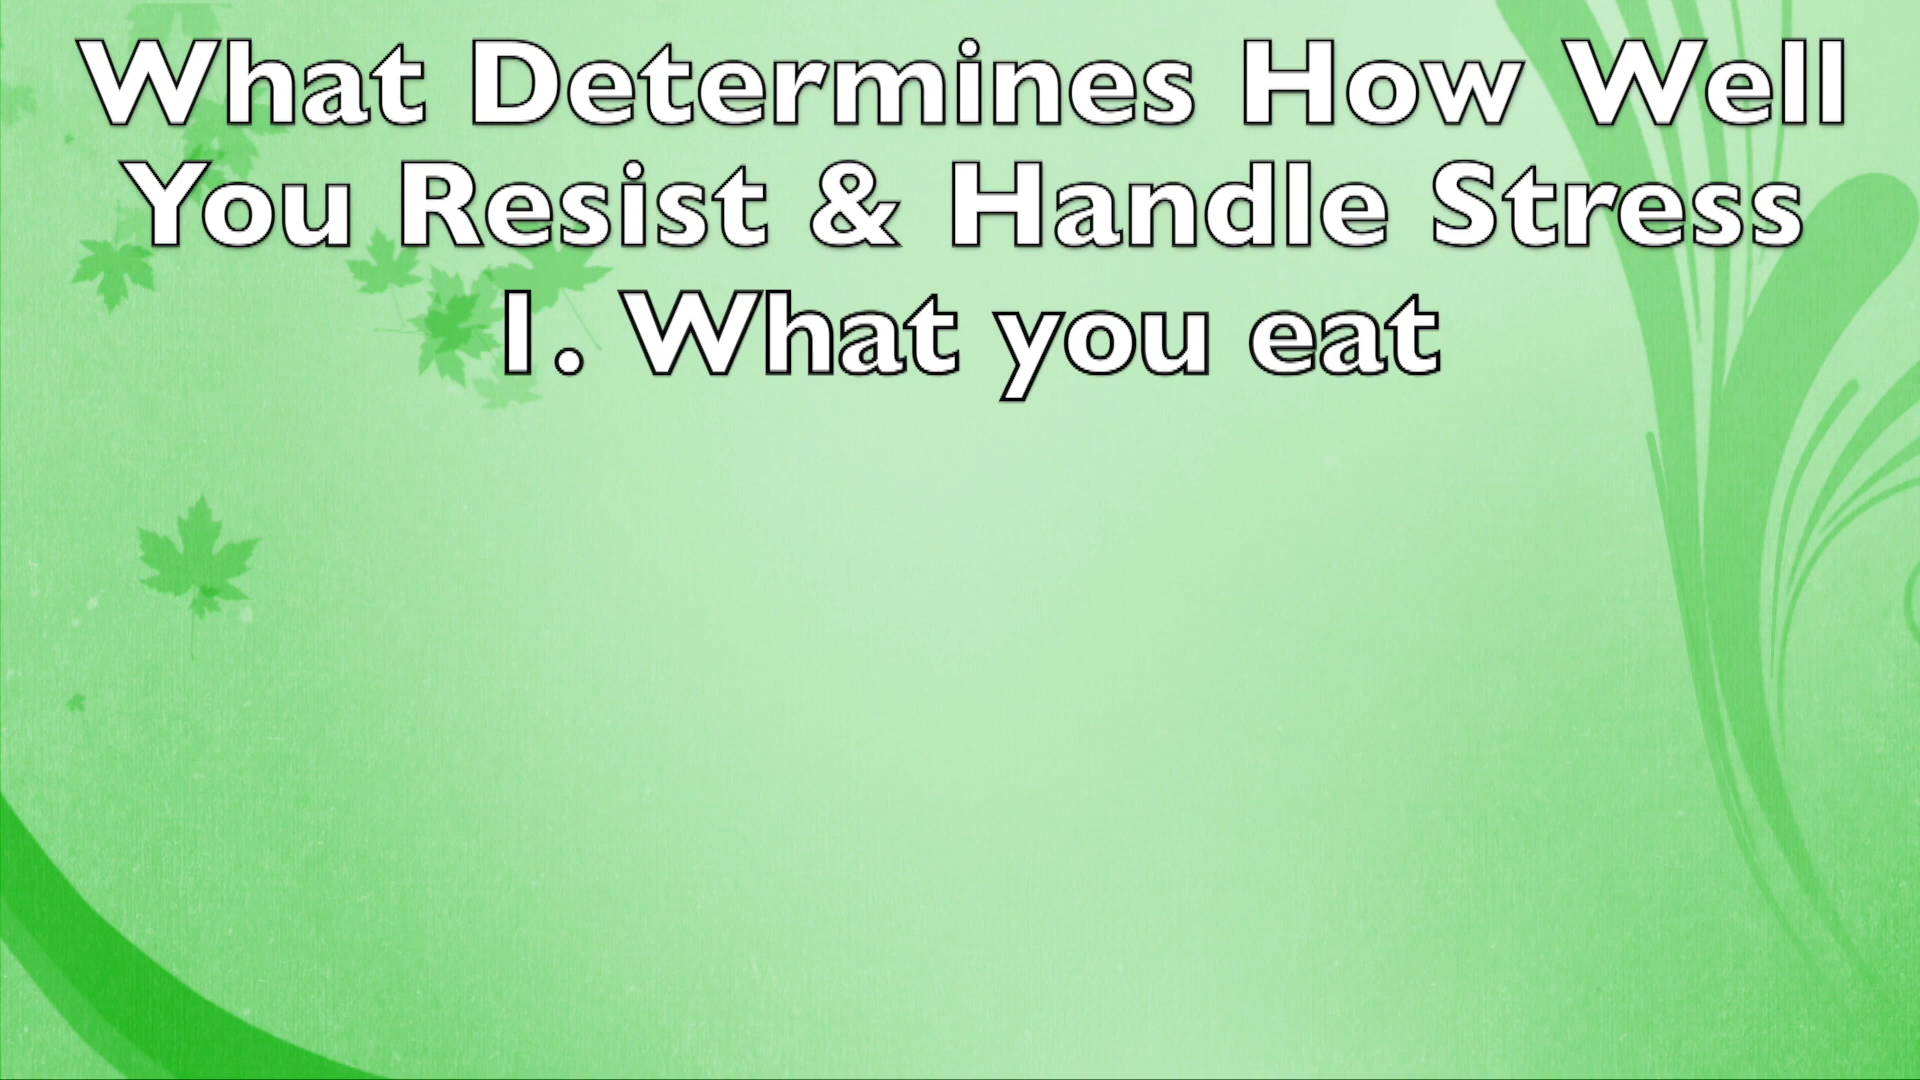 What Determines How Well
You Resist & Handle Stress
1. What you eat